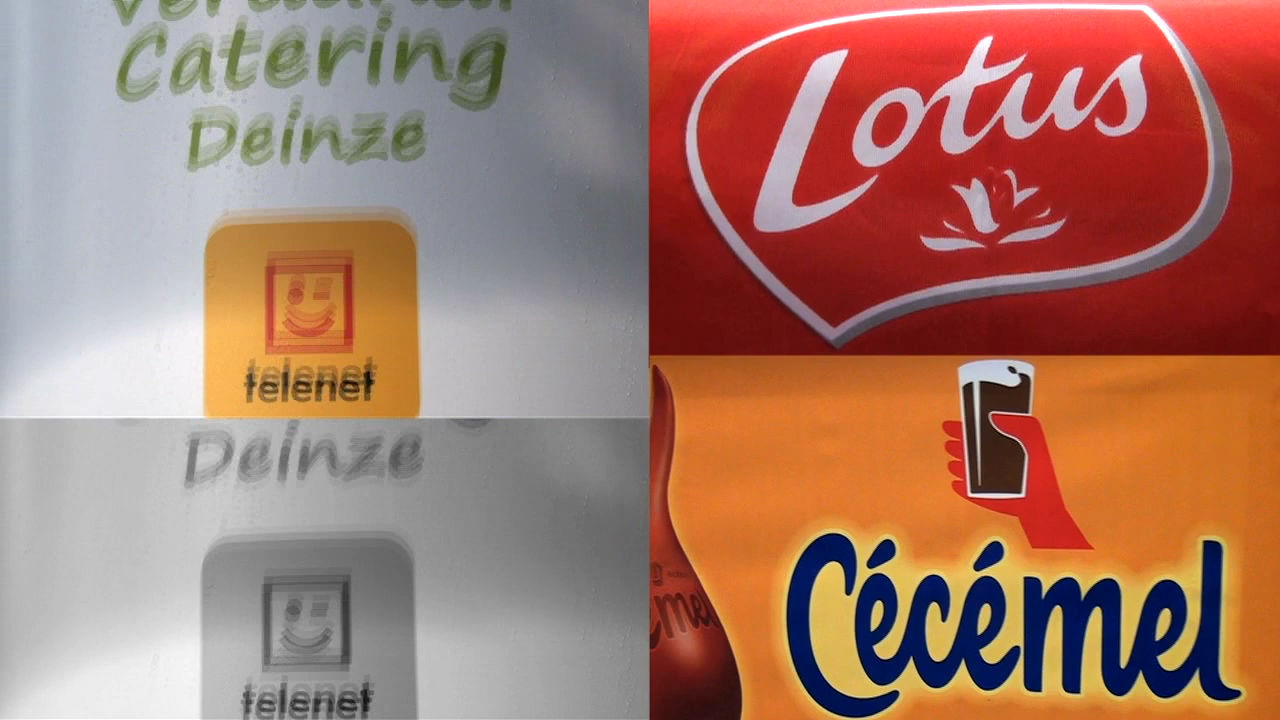 Catering
Deinze
telenet
Deinze
telenet
Lotus
Cécémel